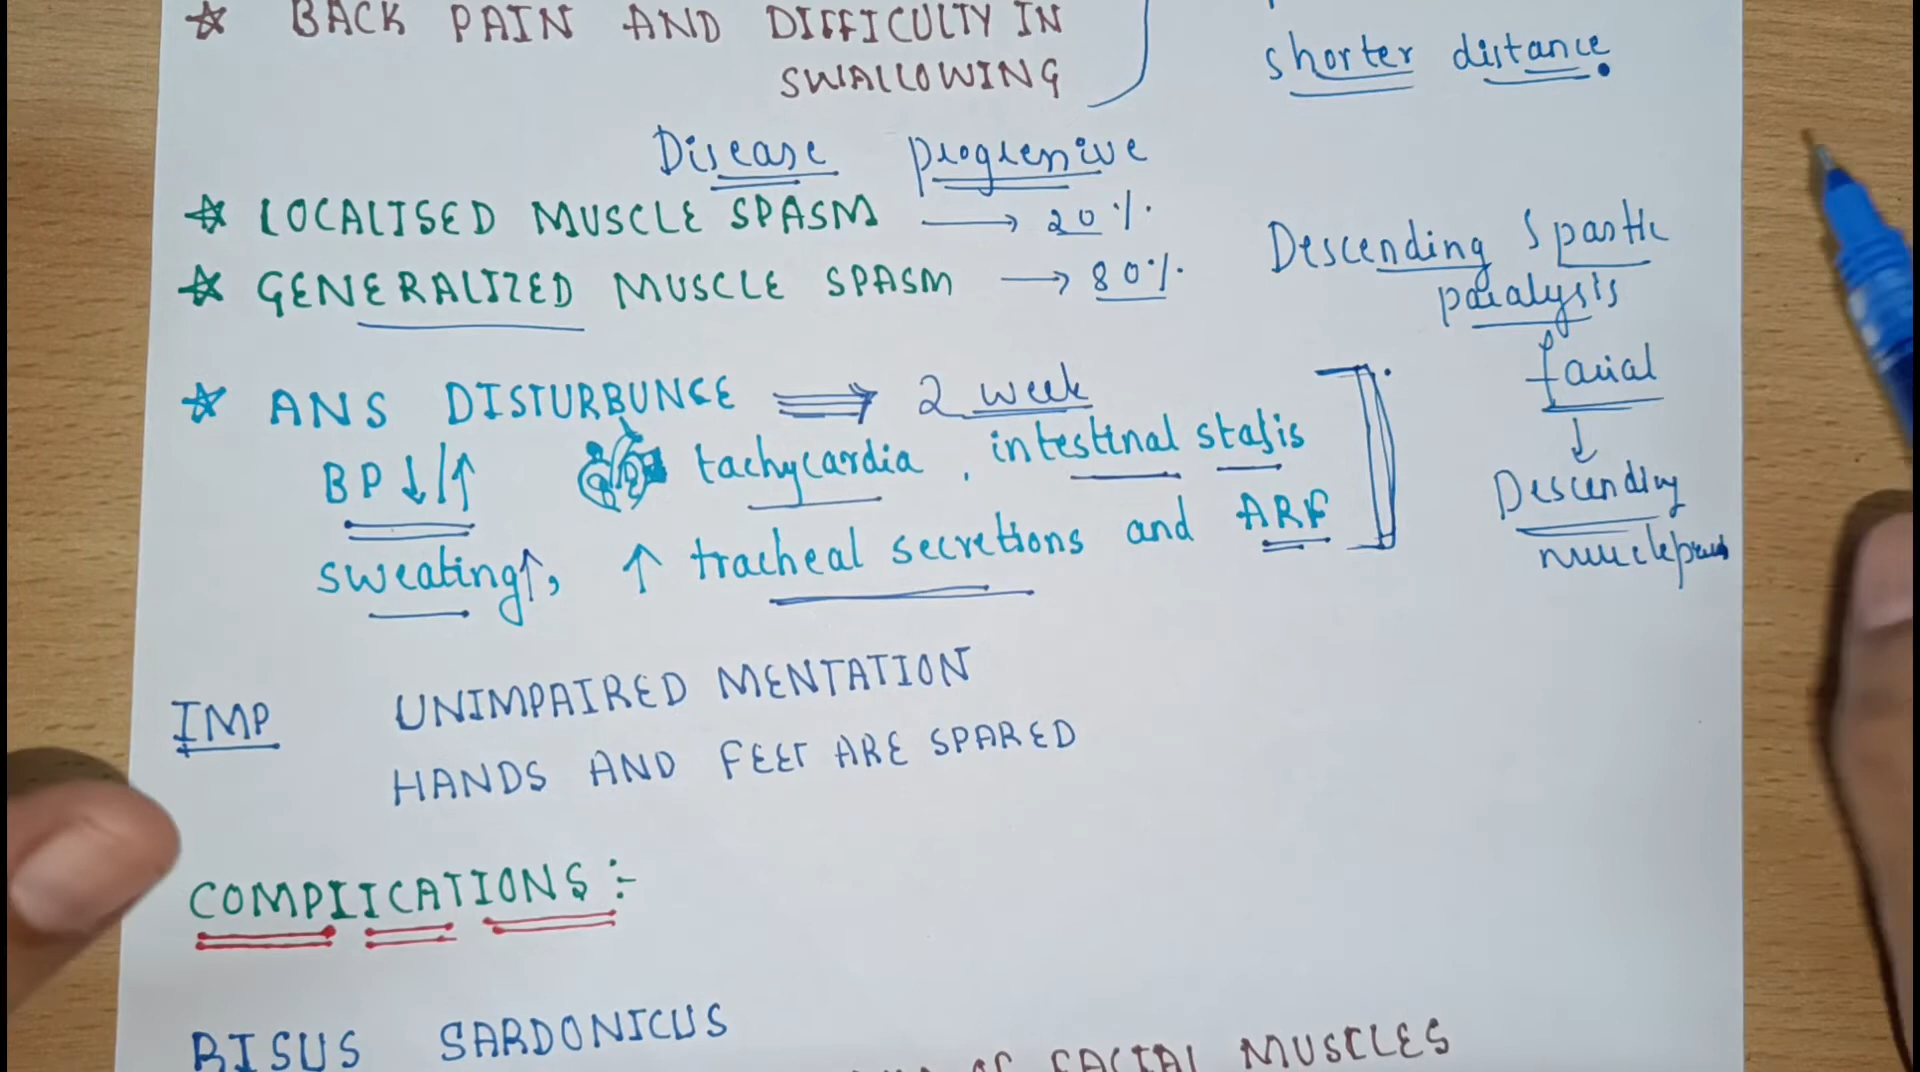 ☆ BACK PAIN AND DIFFICULTY IN
SWALLOWING
shorter distance.
Disease progressive
☆ LOCALISED MUSCLE SPASM → 20%.
☆ GENERALIZED MUSCLE SPASM → 80%.
Descending spastic
paralysis
facial
↓
Descending
☆ ANS DISTURBUNCE ⇒ 2 week
BP↓/↑ tachycardia, intestinal stasis
sweating↑, ↑ tracheal secretions and ARF
IMP UNIMPAIRED MENTATION
HANDS AND FEET ARE SPARED
COMPLICATIONS :-
RISUS SARDONICUS
OF FACIAL MUSCLES